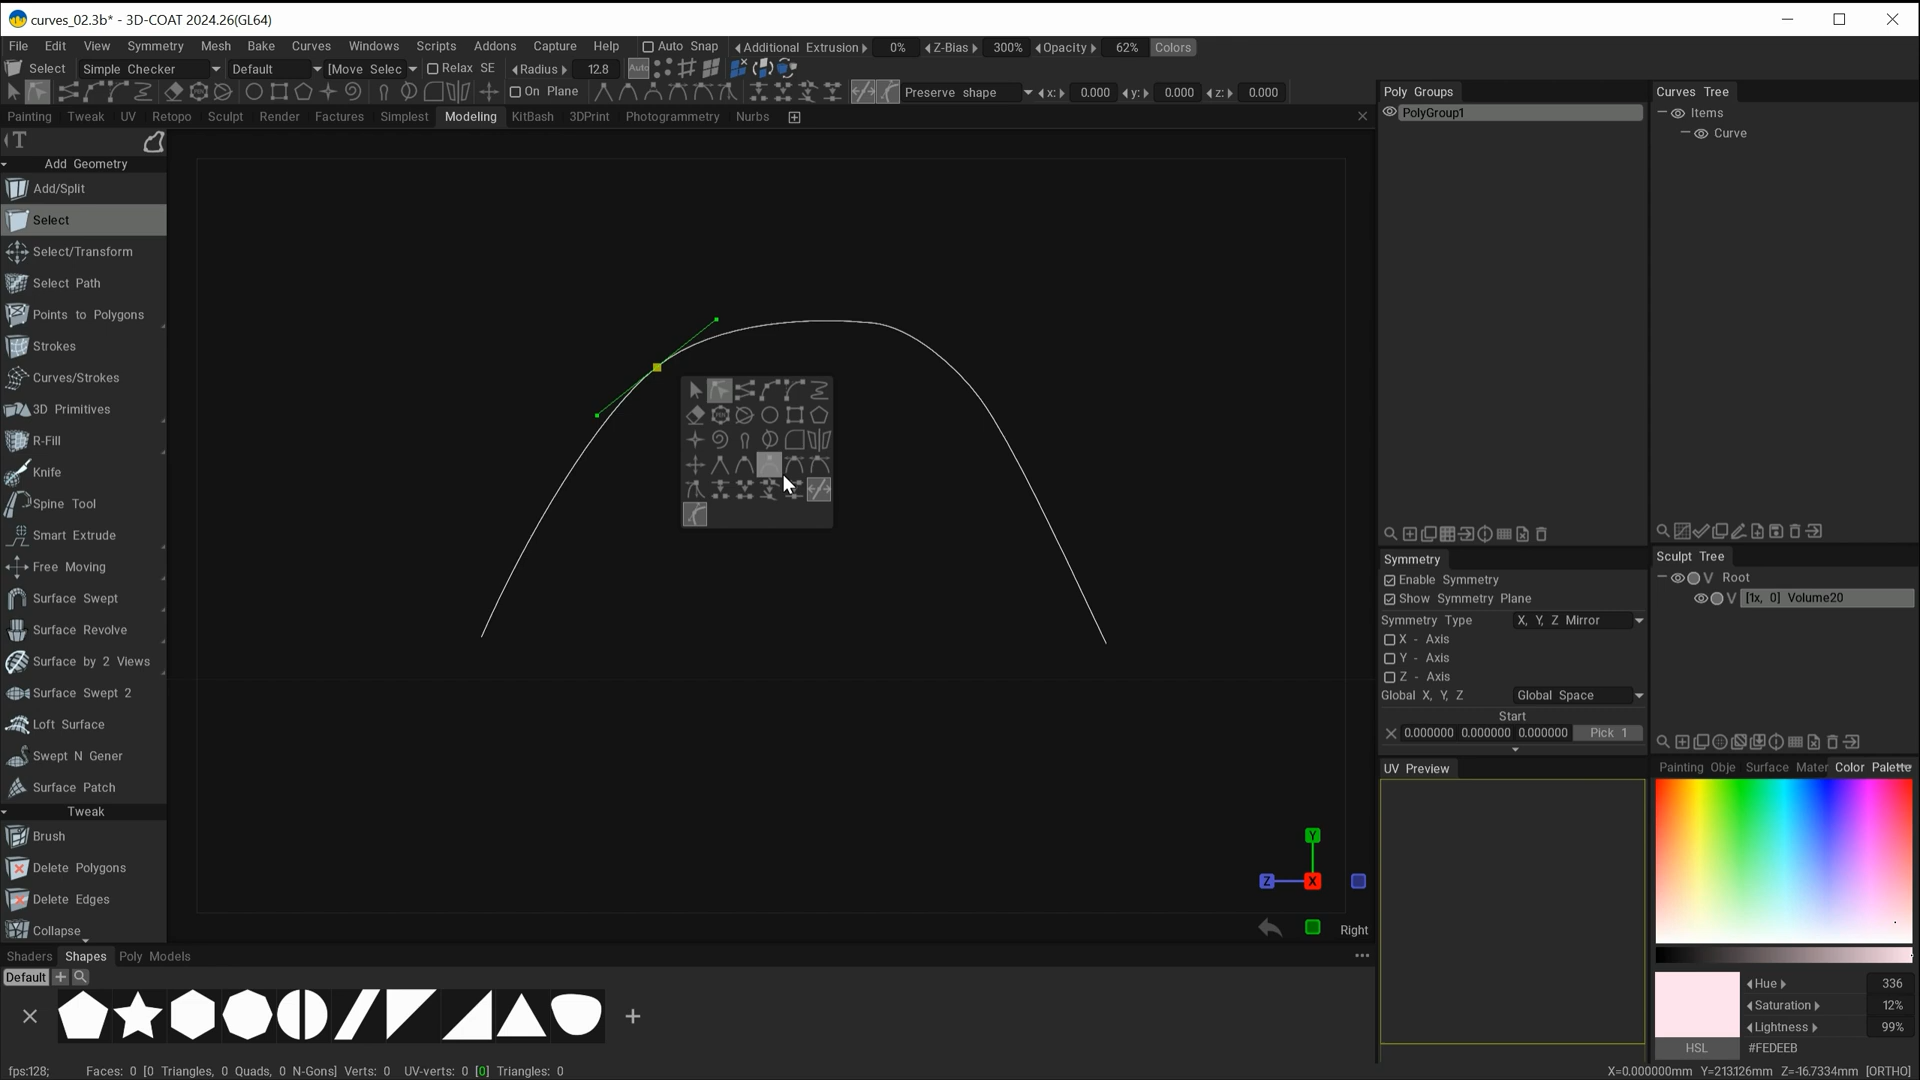 curves_02.3b* - 3D-COAT 2024.26(GL64)
File Edit View Symmetry Mesh Bake Curves Windows Scripts Addons Capture Help Auto Snap Additional Extrusion 0% Z-Bias 300% Opacity 62% Colors
Select Simple Checker Default [Move Selec Relax SE Radius 12.8 Auto
On Plane Preserve shape x: 0.000 y: 0.000 z: 0.000
Painting Tweak UV Retopo Sculpt Render Factures Simplest Modeling KitBash 3DPrint Photogrammetry Nurbs
T
Add Geometry
Add/Split
Select
Select/Transform
Select Path
Points to Polygons
Strokes
Curves/Strokes
3D Primitives
R-Fill
Knife
Spine Tool
Smart Extrude
Free Moving
Surface Swept
Surface Revolve
Surface by 2 Views
Surface Swept 2
Loft Surface
Swept N Gener
Surface Patch
Tweak
Brush
Delete Polygons
Delete Edges
Collapse
Y
Z X
Right
Poly Groups
PolyGroup1
Curves Tree
Items
Curve
Symmetry
Enable Symmetry
Show Symmetry Plane
Symmetry Type X, Y, Z Mirror
X - Axis
Y - Axis
Z - Axis
Global X, Y, Z Global Space
Start
0.000000 0.000000 0.000000 Pick 1
UV Preview
Sculpt Tree
V Root
V [1x, 0] Volume20
Painting Obje Surface Mater Color Palette
Hue 336
Saturation 12%
Lightness 99%
HSL #FEDEEB
Shaders Shapes Poly Models
Default
fps:128; Faces: 0 [0 Triangles, 0 Quads, 0 N-Gons] Verts: 0 UV-verts: 0 [0] Triangles: 0
X=0.000000mm Y=213.126mm Z=-16.7334mm [ORTHO]